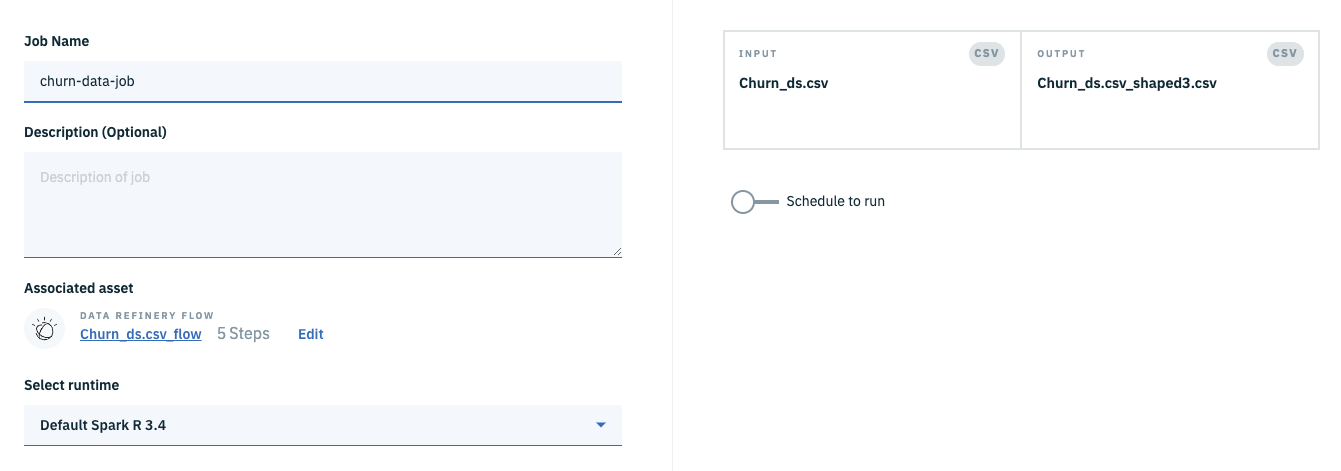 Job Name
churn-data-job
Description (Optional)
Description of job
Associated asset
DATA REFINERY FLOW
Churn_ds.csv_flow 5 Steps Edit
Select runtime
Default Spark R 3.4
INPUT CSV
Churn_ds.csv
OUTPUT CSV
Churn_ds.csv_shaped3.csv
Schedule to run